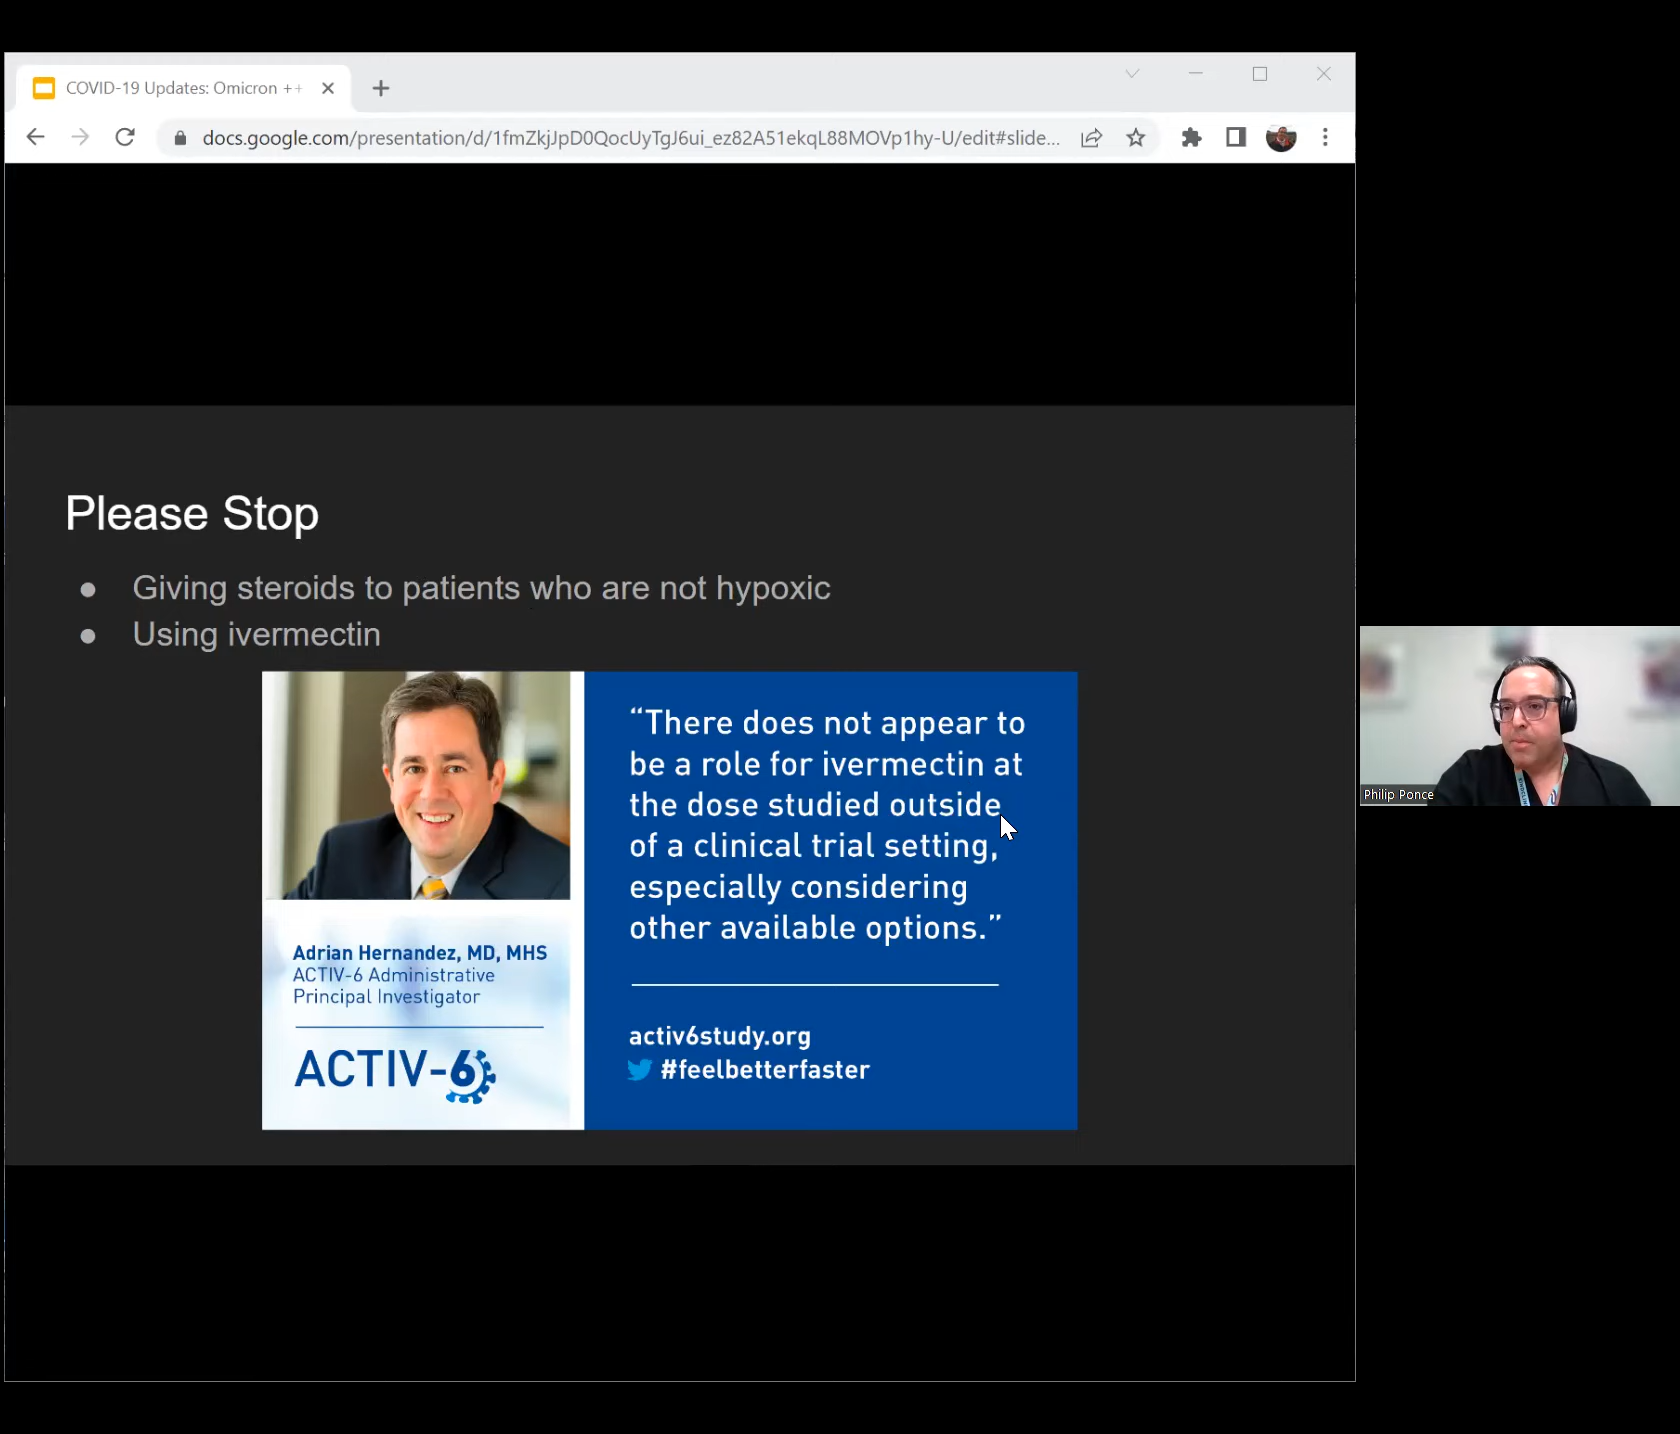 COVID-19 Updates: Omicron ++
docs.google.com/presentation/d/1fmZkjJpD0QocUyTgJ6ui_ez82A51ekqL88MOVp1hy-U/edit#slide...
Please Stop
● Giving steroids to patients who are not hypoxic
● Using ivermectin
“There does not appear to
be a role for ivermectin at
the dose studied outside
of a clinical trial setting,
especially considering
other available options.”
Adrian Hernandez, MD, MHS
ACTIV-6 Administrative
Principal Investigator
ACTIV-6
activ6study.org
#feelbetterfaster
Philip Ponce